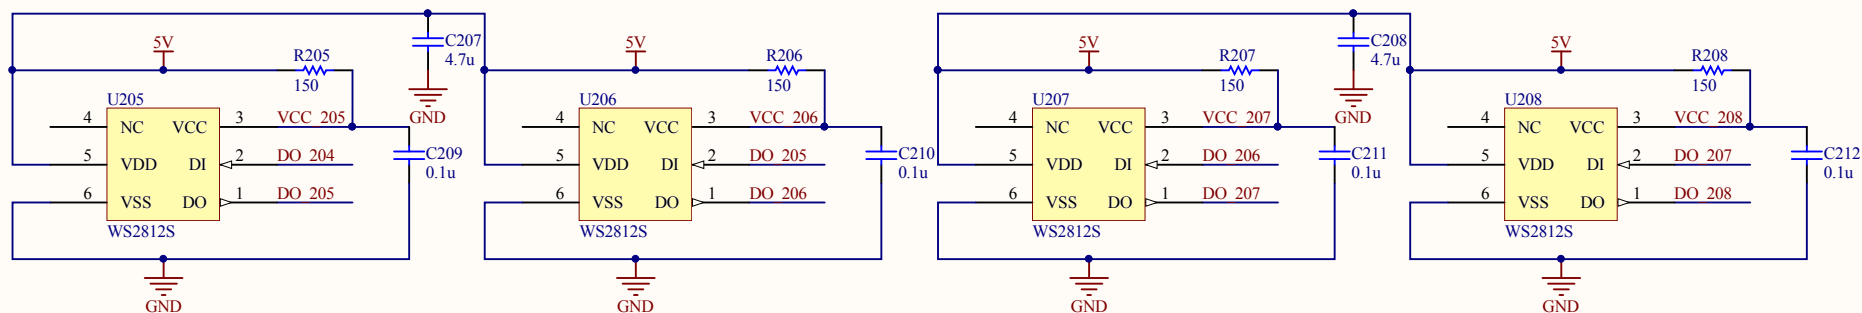 5V
R205
150
C207
4.7u
GND
U205
4 NC VCC 3 VCC_205
5 VDD DI 2 DO_204
6 VSS DO 1 DO_205
WS2812S
C209
0.1u
GND
5V
R206
150
U206
4 NC VCC 3 VCC_206
5 VDD DI 2 DO_205
6 VSS DO 1 DO_206
WS2812S
C210
0.1u
GND
5V
R207
150
C208
4.7u
GND
U207
4 NC VCC 3 VCC_207
5 VDD DI 2 DO_206
6 VSS DO 1 DO_207
WS2812S
C211
0.1u
GND
5V
R208
150
U208
4 NC VCC 3 VCC_208
5 VDD DI 2 DO_207
6 VSS DO 1 DO_208
WS2812S
C212
0.1u
GND